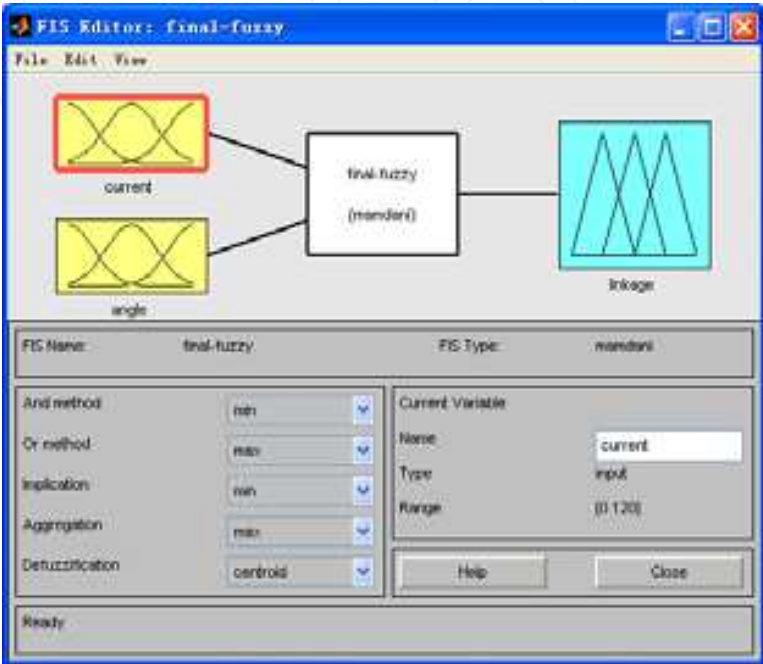 FIS Editor: final-fuzzy
File Edit View
current
final-fuzzy
(mamdani)
angle
linkage
FIS Name: final-fuzzy FIS Type: mamdani
And method min
Or method max
Implication min
Aggregation max
Defuzzification centroid
Current Variable
Name current
Type input
Range [0 120]
Help Close
Ready